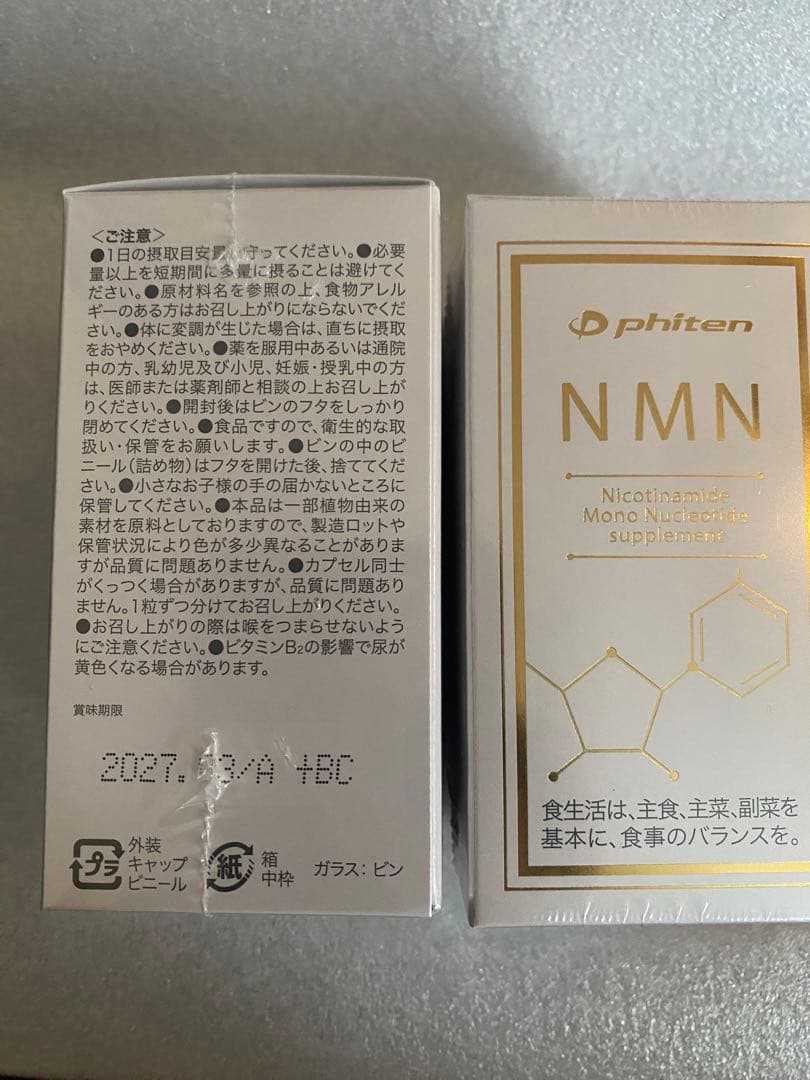 <ご注意>
●1日の摂取目安量 守ってください。●必要
量以上を短期間に多量に摂ることは避けてく
ださい。●原材料名を参照の上、食物アレル
ギーのある方はお召し上がりにならないでくだ
さい。●体に変調が生じた場合は、直ちに摂取
をおやめください。●薬を服用中あるいは通院
中の方、乳幼児及び小児、妊娠・授乳中の方
は、医師または薬剤師と相談の上お召し上が
りください。●開封後はビンのフタをしっかり
閉めてください。●食品ですので、衛生的な取
扱い・保管をお願いします。●ビンの中のビ
ニール(詰め物)はフタを開けた後、捨ててくだ
さい。●小さなお子様の手の届かないところに
保管してください。●本品は一部植物由来の
素材を原料としておりますので、製造ロットや
保管状況により色が多少異なることがありま
すが品質に問題ありません。●カプセル同士
がくっつく場合がありますが、品質に問題あり
ません。1粒ずつ分けてお召し上がりください。
●お召し上がりの際は喉をつまらせないよう
にご注意ください。●ビタミンB₂の影響で尿が
黄色くなる場合があります。
賞味期限
2027. 3/A +BC
プラ
外装
キャップ
ビニール
紙
箱
中枠
ガラス:ビン
phiten
NMN
Nicotinamide
Mono Nucleotide
supplement
食生活は、主食、主菜、副菜を
基本に、食事のバランスを。